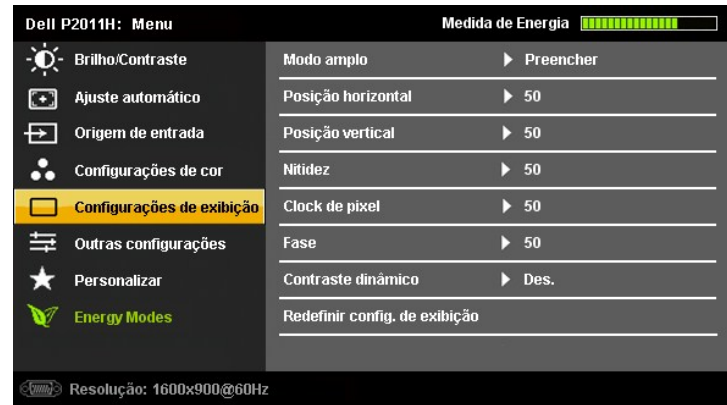 Dell P2011H: Menu
Medida de Energia
Brilho/Contraste
Ajuste automático
Origem de entrada
Configurações de cor
Configurações de exibição
Outras configurações
Personalizar
Energy Modes
Modo amplo Preencher
Posição horizontal 50
Posição vertical 50
Nitidez 50
Clock de pixel 50
Fase 50
Contraste dinâmico Des.
Redefinir config. de exibição
Resolução: 1600x900@60Hz